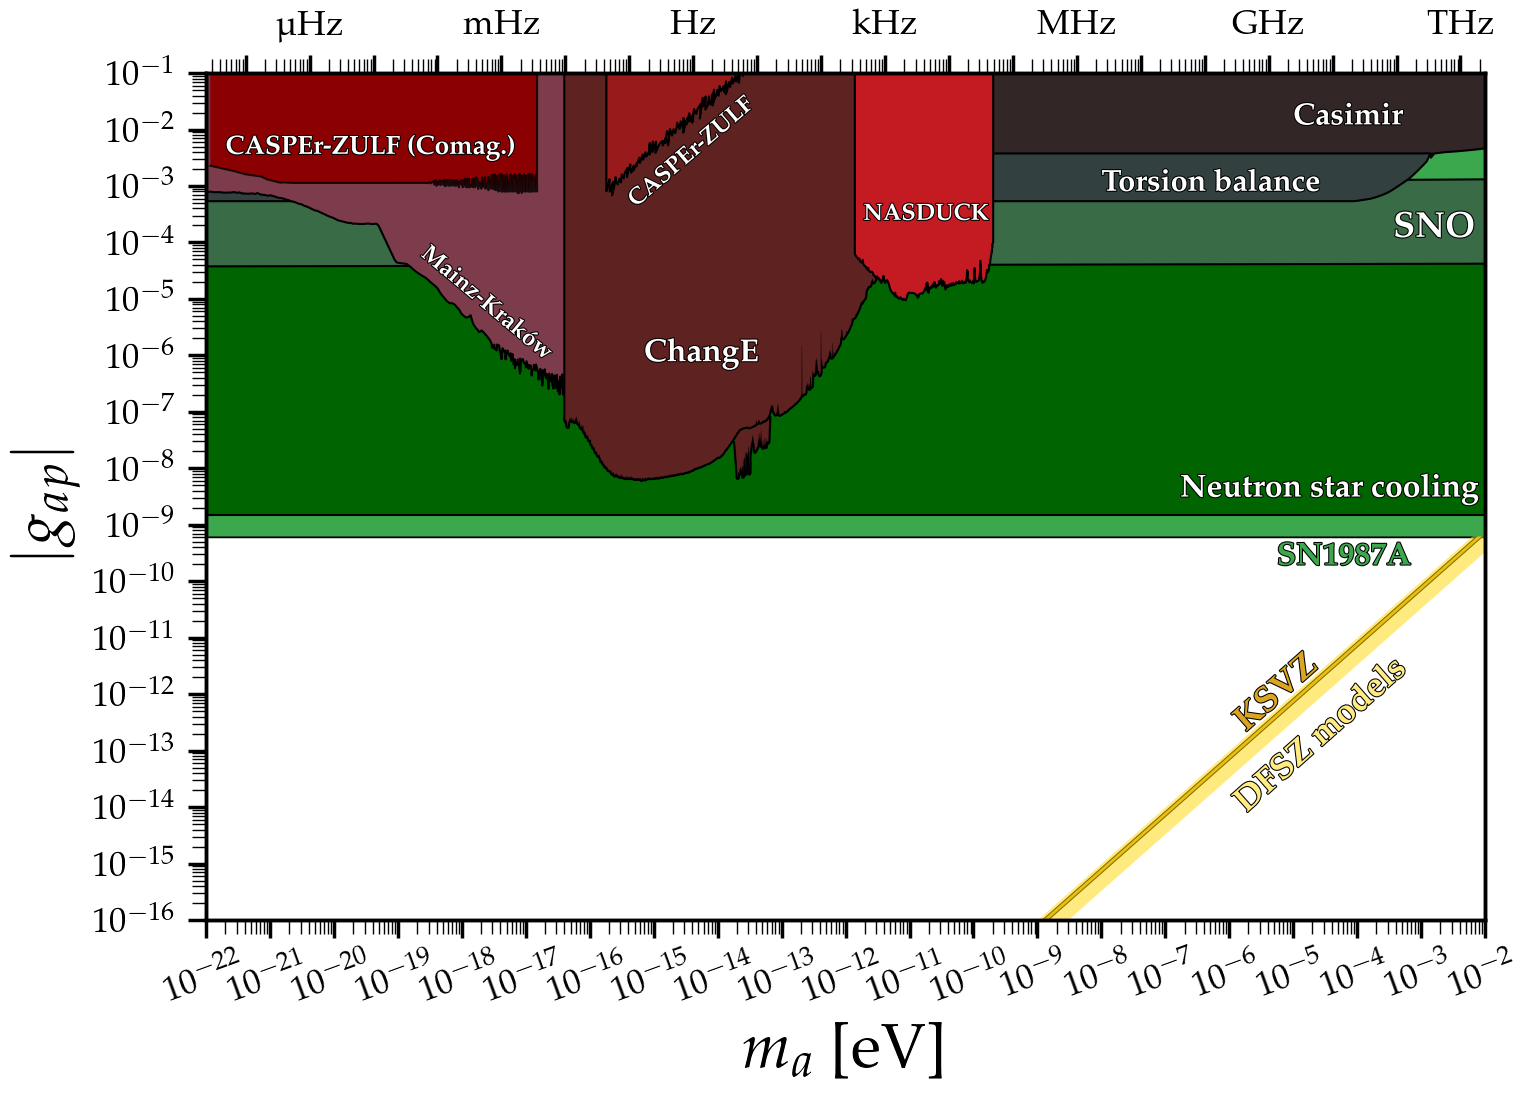 µHz mHz Hz kHz MHz GHz THz
10⁻¹
10⁻²
10⁻³
10⁻⁴
10⁻⁵
10⁻⁶
10⁻⁷
10⁻⁸
10⁻⁹
10⁻¹⁰
10⁻¹¹
10⁻¹²
10⁻¹³
10⁻¹⁴
10⁻¹⁵
10⁻¹⁶
|g_ap|
CASPEr-ZULF (Comag.)
CASPEr-ZULF
Casimir
Torsion balance
NASDUCK
SNO
Mainz-Kraków
ChangE
Neutron star cooling
SN1987A
KSVZ
DFSZ models
10⁻²² 10⁻²¹ 10⁻²⁰ 10⁻¹⁹ 10⁻¹⁸ 10⁻¹⁷ 10⁻¹⁶ 10⁻¹⁵ 10⁻¹⁴ 10⁻¹³ 10⁻¹² 10⁻¹¹ 10⁻¹⁰ 10⁻⁹ 10⁻⁸ 10⁻⁷ 10⁻⁶ 10⁻⁵ 10⁻⁴ 10⁻³ 10⁻²
m_a [eV]